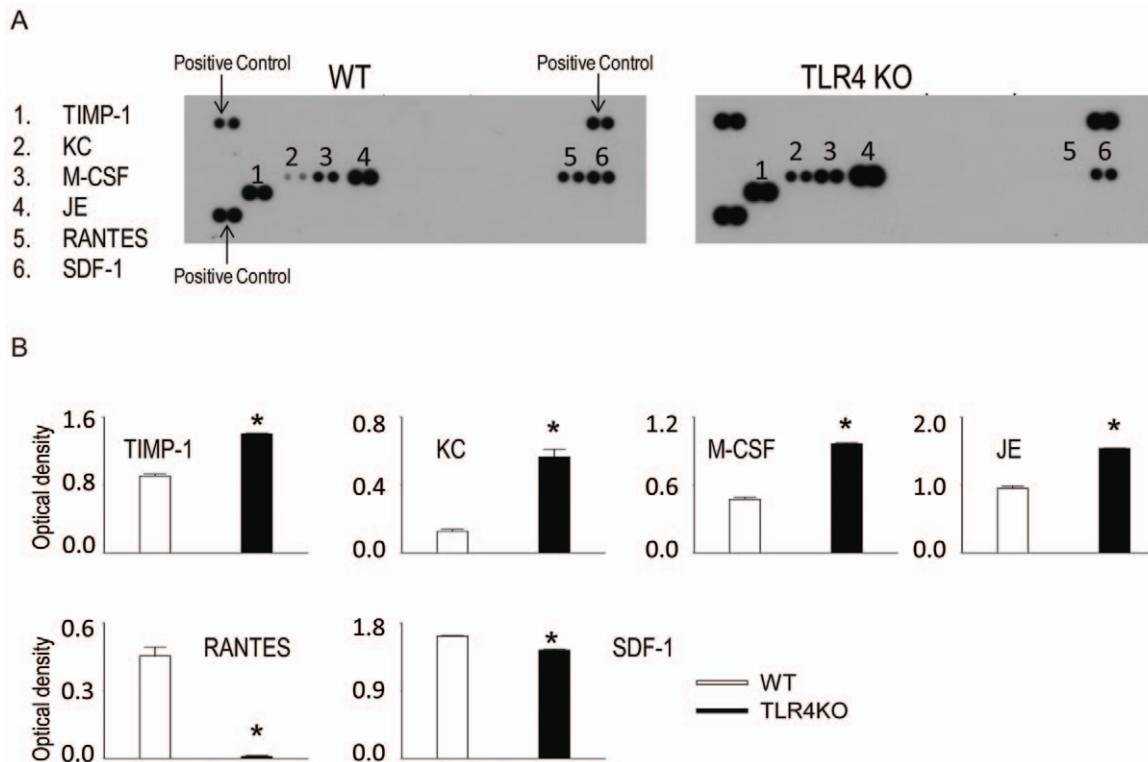 A
Positive Control
WT
Positive Control
TLR4 KO
1. TIMP-1
2. KC
3. M-CSF
4. JE
5. RANTES
6. SDF-1
1 2 3 4 5 6
1 2 3 4 5 6
Positive Control
B
Optical density
1.6
0.8
0.0
TIMP-1
*
0.8
0.4
0.0
KC
*
1.2
0.6
0.0
M-CSF
*
2.0
1.0
0.0
JE
*
Optical density
0.6
0.3
0.0
RANTES
*
1.8
0.9
0.0
*
SDF-1
WT
TLR4KO